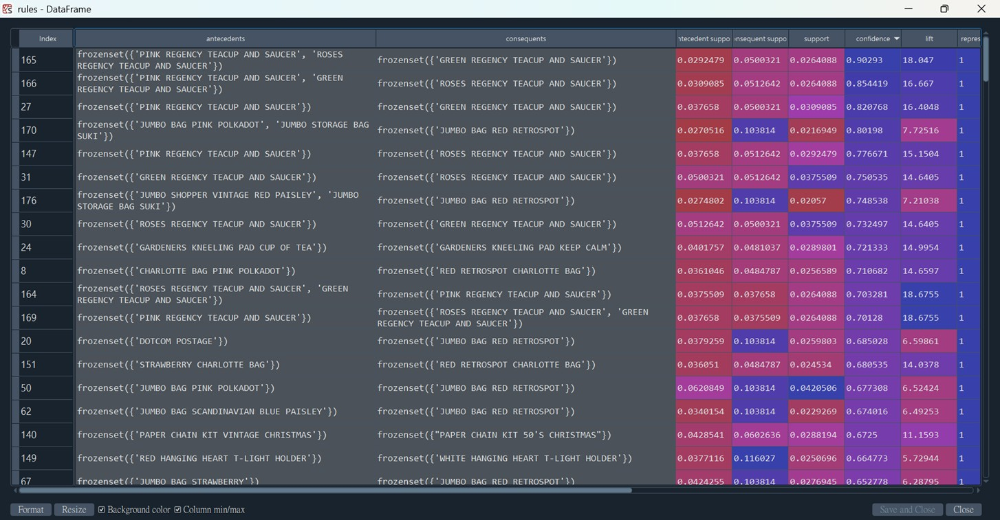 rules - DataFrame
Index antecedents consequents ntecedent suppo onsequent suppo support confidence lift repres
165 frozenset({'PINK REGENCY TEACUP AND SAUCER', 'ROSES REGENCY TEACUP AND SAUCER'}) frozenset({'GREEN REGENCY TEACUP AND SAUCER'}) 0.0292479 0.0500321 0.0264088 0.90293 18.047 1
166 frozenset({'PINK REGENCY TEACUP AND SAUCER', 'GREEN REGENCY TEACUP AND SAUCER'}) frozenset({'ROSES REGENCY TEACUP AND SAUCER'}) 0.0309085 0.0512642 0.0264088 0.854419 16.667 1
27 frozenset({'PINK REGENCY TEACUP AND SAUCER'}) frozenset({'GREEN REGENCY TEACUP AND SAUCER'}) 0.037658 0.0500321 0.0309085 0.820768 16.4048 1
170 frozenset({'JUMBO BAG PINK POLKADOT', 'JUMBO STORAGE BAG SUKI'}) frozenset({'JUMBO BAG RED RETROSPOT'}) 0.0270516 0.103814 0.0216949 0.80198 7.72516 1
147 frozenset({'PINK REGENCY TEACUP AND SAUCER'}) frozenset({'ROSES REGENCY TEACUP AND SAUCER'}) 0.037658 0.0512642 0.0292479 0.776671 15.1504 1
31 frozenset({'GREEN REGENCY TEACUP AND SAUCER'}) frozenset({'ROSES REGENCY TEACUP AND SAUCER'}) 0.0500321 0.0512642 0.0375509 0.750535 14.6405 1
176 frozenset({'JUMBO SHOPPER VINTAGE RED PAISLEY', 'JUMBO STORAGE BAG SUKI'}) frozenset({'JUMBO BAG RED RETROSPOT'}) 0.0274802 0.103814 0.02057 0.748538 7.21038 1
30 frozenset({'ROSES REGENCY TEACUP AND SAUCER'}) frozenset({'GREEN REGENCY TEACUP AND SAUCER'}) 0.0512642 0.0500321 0.0375509 0.732497 14.6405 1
24 frozenset({'GARDENERS KNEELING PAD CUP OF TEA'}) frozenset({'GARDENERS KNEELING PAD KEEP CALM'}) 0.0401757 0.0481037 0.0289801 0.721333 14.9954 1
8 frozenset({'CHARLOTTE BAG PINK POLKADOT'}) frozenset({'RED RETROSPOT CHARLOTTE BAG'}) 0.0361046 0.0484787 0.0256589 0.710682 14.6597 1
164 frozenset({'ROSES REGENCY TEACUP AND SAUCER', 'GREEN REGENCY TEACUP AND SAUCER'}) frozenset({'PINK REGENCY TEACUP AND SAUCER'}) 0.0375509 0.037658 0.0264088 0.703281 18.6755 1
169 frozenset({'PINK REGENCY TEACUP AND SAUCER'}) frozenset({'ROSES REGENCY TEACUP AND SAUCER', 'GREEN REGENCY TEACUP AND SAUCER'}) 0.037658 0.0375509 0.0264088 0.70128 18.6755 1
20 frozenset({'DOTCOM POSTAGE'}) frozenset({'JUMBO BAG RED RETROSPOT'}) 0.0379259 0.103814 0.0259803 0.685028 6.59861 1
151 frozenset({'STRAWBERRY CHARLOTTE BAG'}) frozenset({'RED RETROSPOT CHARLOTTE BAG'}) 0.036051 0.0484787 0.024534 0.680535 14.0378 1
50 frozenset({'JUMBO BAG PINK POLKADOT'}) frozenset({'JUMBO BAG RED RETROSPOT'}) 0.0620849 0.103814 0.0420506 0.677308 6.52424 1
62 frozenset({'JUMBO BAG SCANDINAVIAN BLUE PAISLEY'}) frozenset({'JUMBO BAG RED RETROSPOT'}) 0.0340154 0.103814 0.0229269 0.674016 6.49253 1
140 frozenset({'PAPER CHAIN KIT VINTAGE CHRISTMAS'}) frozenset({"PAPER CHAIN KIT 50'S CHRISTMAS"}) 0.0428541 0.0602636 0.0288194 0.6725 11.1593 1
149 frozenset({'RED HANGING HEART T-LIGHT HOLDER'}) frozenset({'WHITE HANGING HEART T-LIGHT HOLDER'}) 0.0377116 0.116027 0.0250696 0.664773 5.72944 1
67 frozenset({'JUMBO BAG STRAWBERRY'}) frozenset({'JUMBO BAG RED RETROSPOT'}) 0.0424255 0.103814 0.0276945 0.652778 6.28795 1
Format Resize Background color Column min/max Save and Close Close